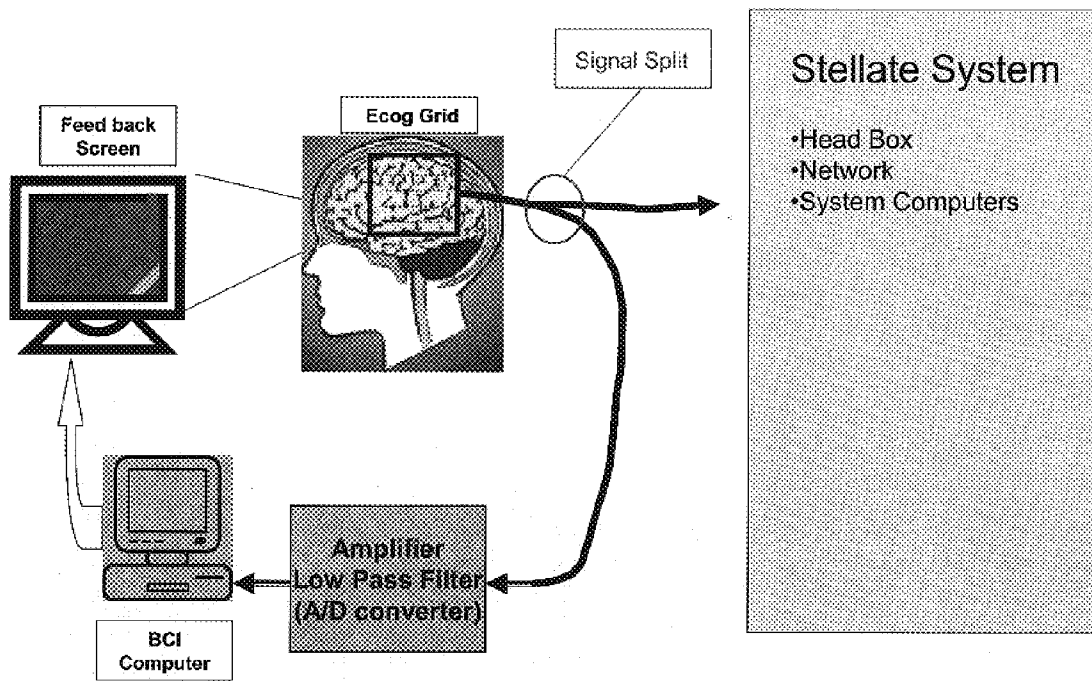 Signal Split
Stellate System
•Head Box
•Network
•System Computers
Ecog Grid
Feed back
Screen
Amplifier
Low Pass Filter
(A/D converter)
BCI
Computer